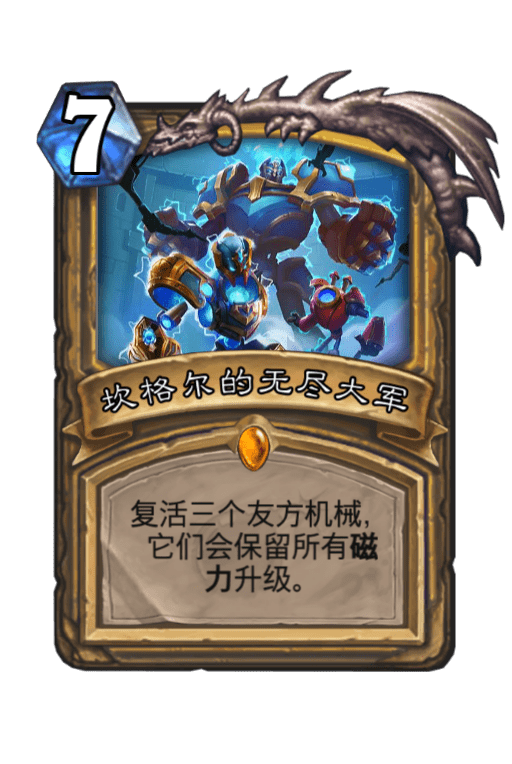 7
坎格尔的无尽大军
复活三个友方机械，
它们会保留所有磁
力升级。